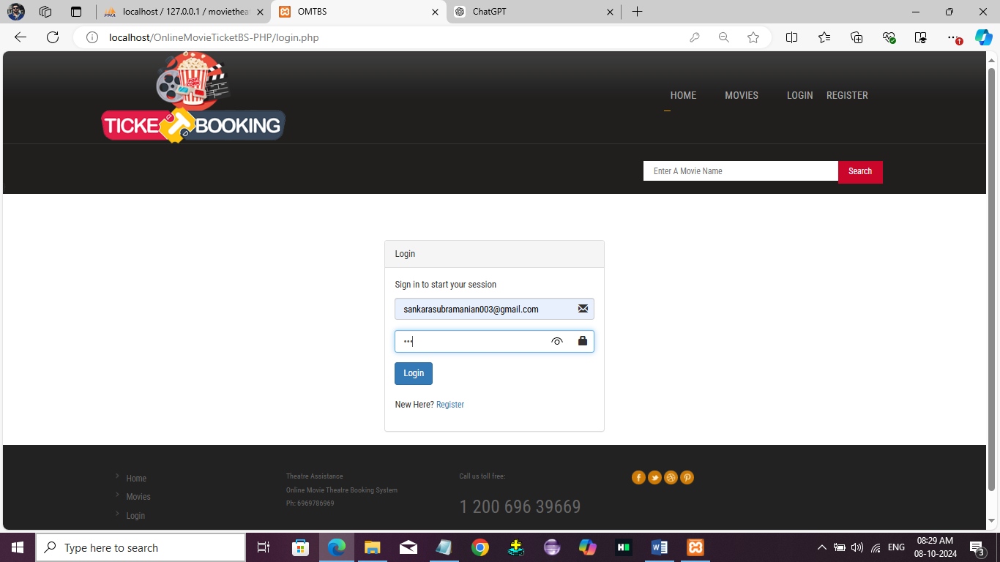 localhost / 127.0.0.1 / moviethea
OMTBS
ChatGPT
localhost/OnlineMovieTicketBS-PHP/login.php
POP CORN
TICKET BOOKING
HOME MOVIES LOGIN REGISTER
Enter A Movie Name Search
Login
Sign in to start your session
sankarasubramanian003@gmail.com
•••
Login
New Here? Register
Home
Movies
Login
Theatre Assistance
Online Movie Theatre Booking System
Ph: 6969786969
Call us toll free:
1 200 696 39669
Type here to search
ENG
08:29 AM
08-10-2024
3